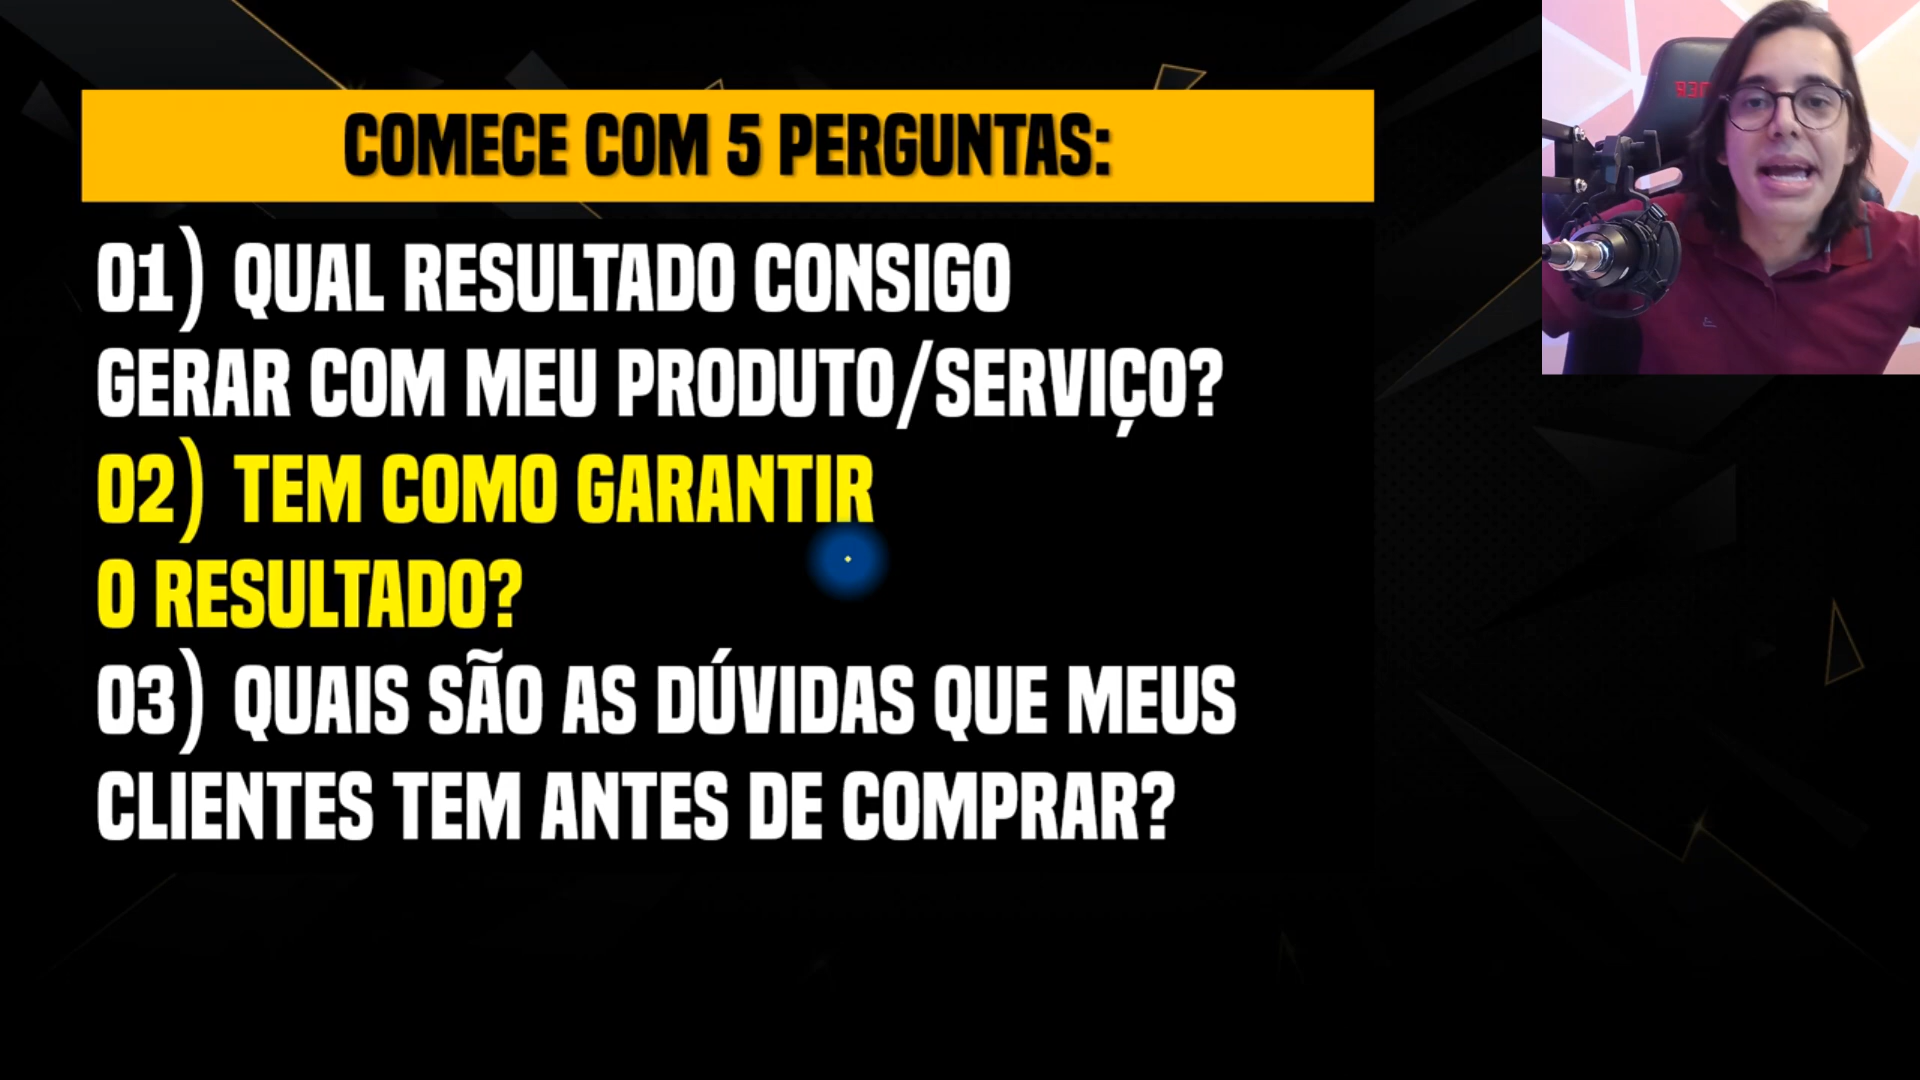 COMECE COM 5 PERGUNTAS:
01) QUAL RESULTADO CONSIGO
GERAR COM MEU PRODUTO/SERVIÇO?
02) TEM COMO GARANTIR
O RESULTADO?
03) QUAIS SÃO AS DÚVIDAS QUE MEUS
CLIENTES TEM ANTES DE COMPRAR?